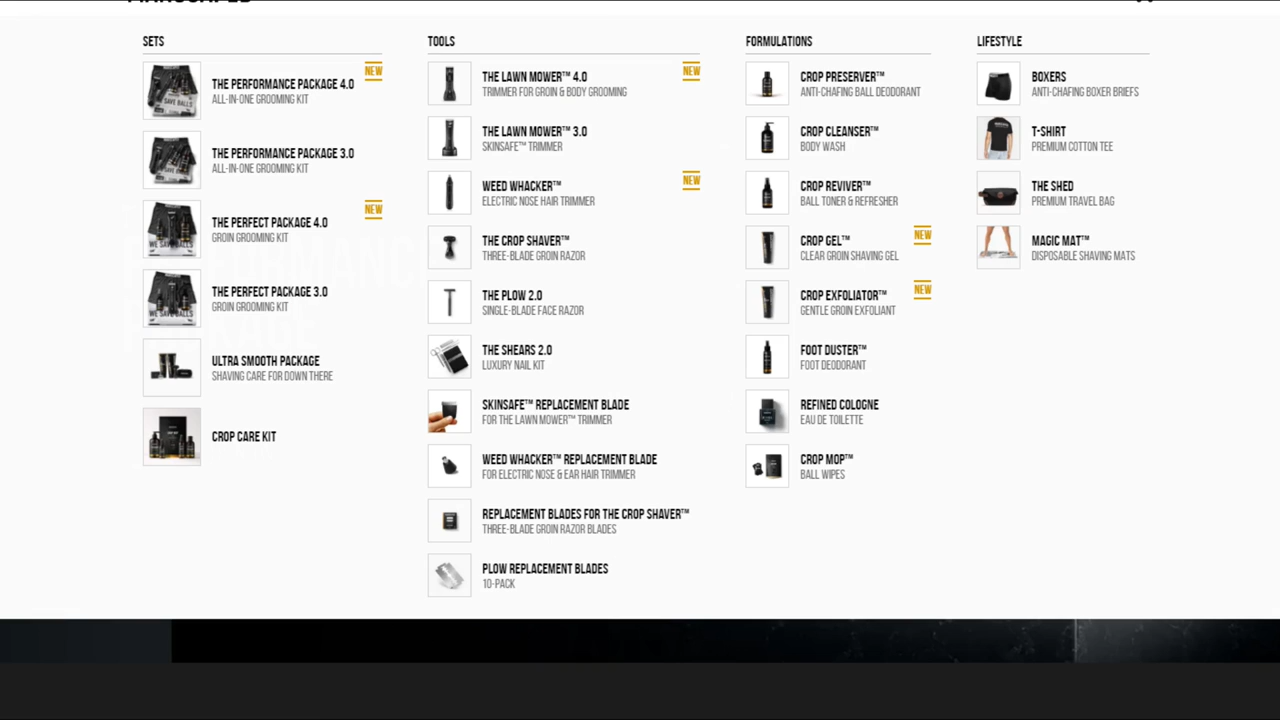 SETS
THE PERFORMANCE PACKAGE 4.0
NEW
ALL-IN-ONE GROOMING KIT
THE PERFORMANCE PACKAGE 3.0
ALL-IN-ONE GROOMING KIT
THE PERFECT PACKAGE 4.0
NEW
GROIN GROOMING KIT
THE PERFECT PACKAGE 3.0
GROIN GROOMING KIT
ULTRA SMOOTH PACKAGE
SHAVING CARE FOR DOWN THERE
CROP CARE KIT
TOOLS
THE LAWN MOWER™ 4.0
NEW
TRIMMER FOR GROIN & BODY GROOMING
THE LAWN MOWER™ 3.0
SKINSAFE™ TRIMMER
WEED WHACKER™
NEW
ELECTRIC NOSE HAIR TRIMMER
THE CROP SHAVER™
THREE-BLADE GROIN RAZOR
THE PLOW 2.0
SINGLE-BLADE FACE RAZOR
THE SHEARS 2.0
LUXURY NAIL KIT
SKINSAFE™ REPLACEMENT BLADE
FOR THE LAWN MOWER™ TRIMMER
WEED WHACKER™ REPLACEMENT BLADE
FOR ELECTRIC NOSE & EAR HAIR TRIMMER
REPLACEMENT BLADES FOR THE CROP SHAVER™
THREE-BLADE GROIN RAZOR BLADES
PLOW REPLACEMENT BLADES
10-PACK
FORMULATIONS
CROP PRESERVER™
ANTI-CHAFING BALL DEODORANT
CROP CLEANSER™
BODY WASH
CROP REVIVER™
BALL TONER & REFRESHER
CROP GEL™
NEW
CLEAR GROIN SHAVING GEL
CROP EXFOLIATOR™
NEW
GENTLE GROIN EXFOLIANT
FOOT DUSTER™
FOOT DEODORANT
REFINED COLOGNE
EAU DE TOILETTE
CROP MOP™
BALL WIPES
LIFESTYLE
BOXERS
ANTI-CHAFING BOXER BRIEFS
T-SHIRT
PREMIUM COTTON TEE
THE SHED
PREMIUM TRAVEL BAG
MAGIC MAT™
DISPOSABLE SHAVING MATS